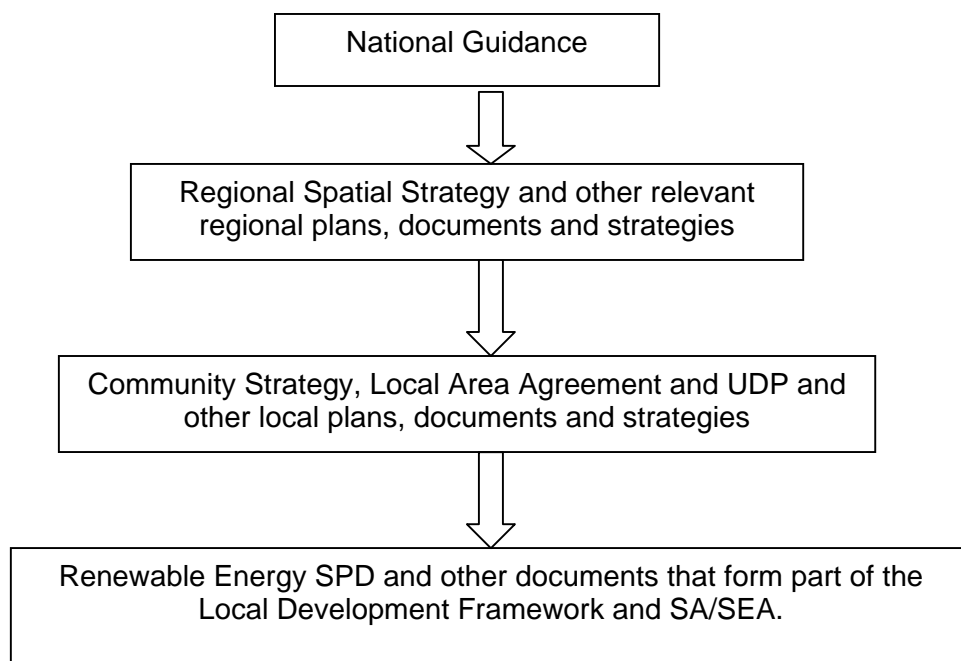 National Guidance
Regional Spatial Strategy and other relevant
regional plans, documents and strategies
Community Strategy, Local Area Agreement and UDP and
other local plans, documents and strategies
Renewable Energy SPD and other documents that form part of the
Local Development Framework and SA/SEA.